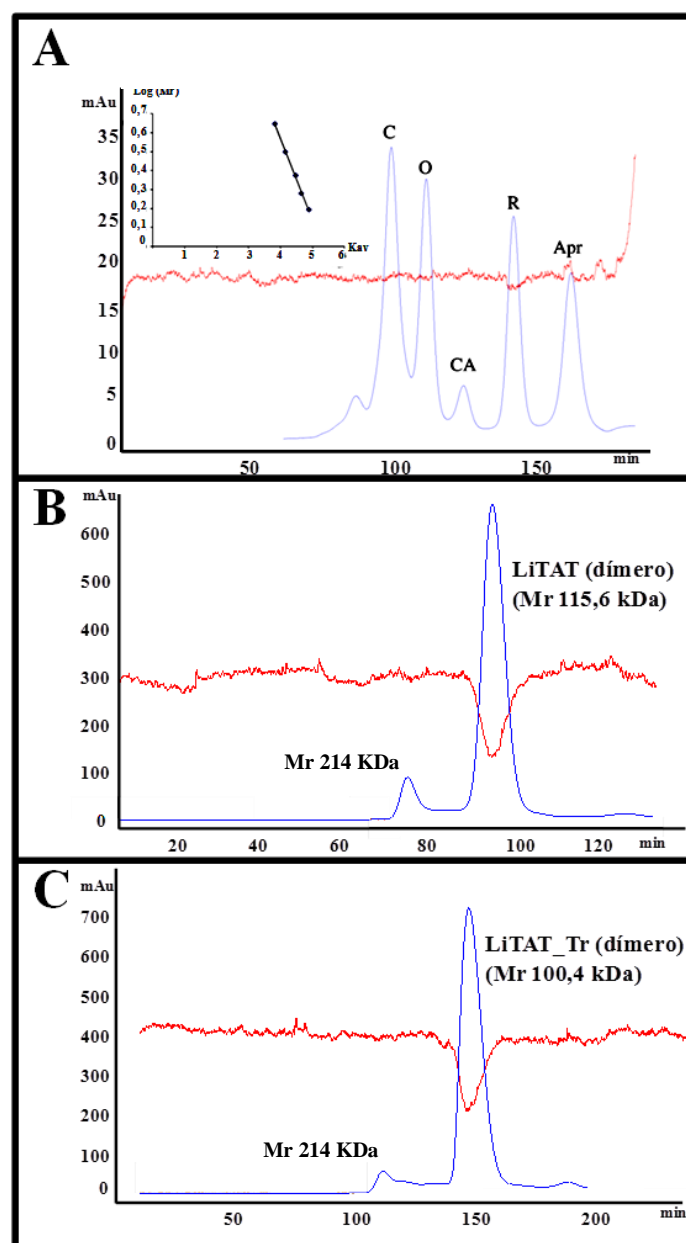 A
Log (Mr)
mAu
0,7
0,6
0,5
0,4
0,3
0,2
0,1
0
1 2 3 4 5 6
Kav
35
30
25
20
15
10
5
0
C
O
CA
R
Apr
50 100 150 min
B
mAu
600
500
400
300
200
100
0
LiTAT (dímero)
(Mr 115,6 kDa)
Mr 214 KDa
20 40 60 80 100 120 min
C
mAu
700
600
500
400
300
200
100
0
LiTAT_Tr (dímero)
(Mr 100,4 kDa)
Mr 214 KDa
50 100 150 200 min